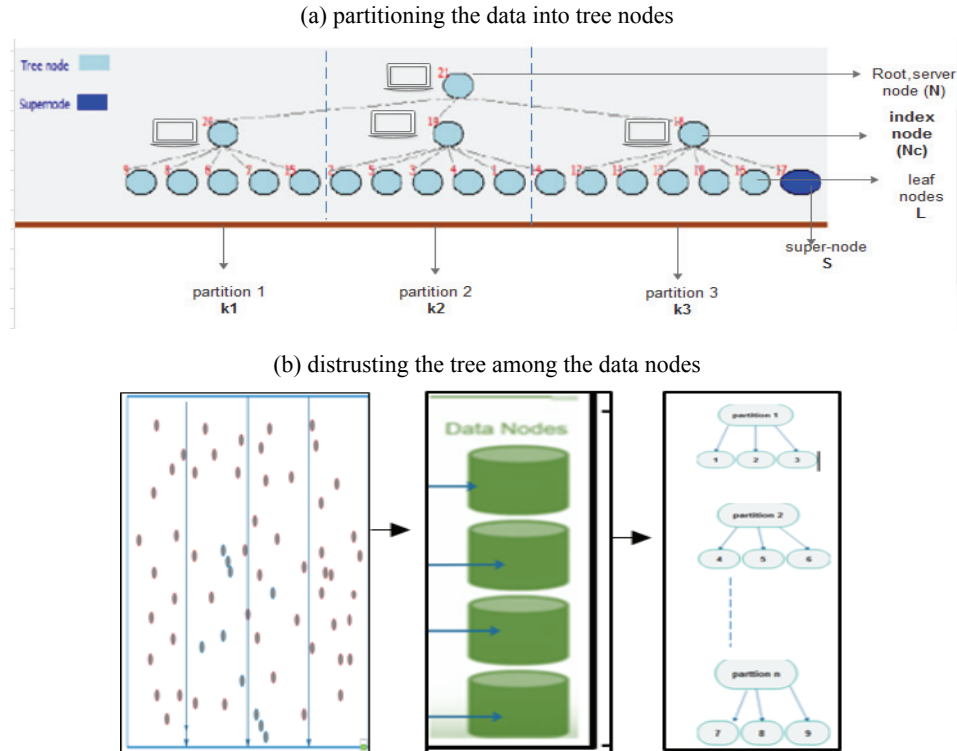 (a) partitioning the data into tree nodes
Tree node
Supernode
21
20
19
18
9 8 6 7 15 2 5 3 4 1 14 12 11 13 10 16 17
Root,server
node (N)
index
node
(Nc)
leaf
nodes
L
super-node
S
partition 1
k1
partition 2
k2
partition 3
k3
(b) distrusting the tree among the data nodes
Data Nodes
partition 1
1 2 3
partition 2
4 5 6
parttion n
7 8 9